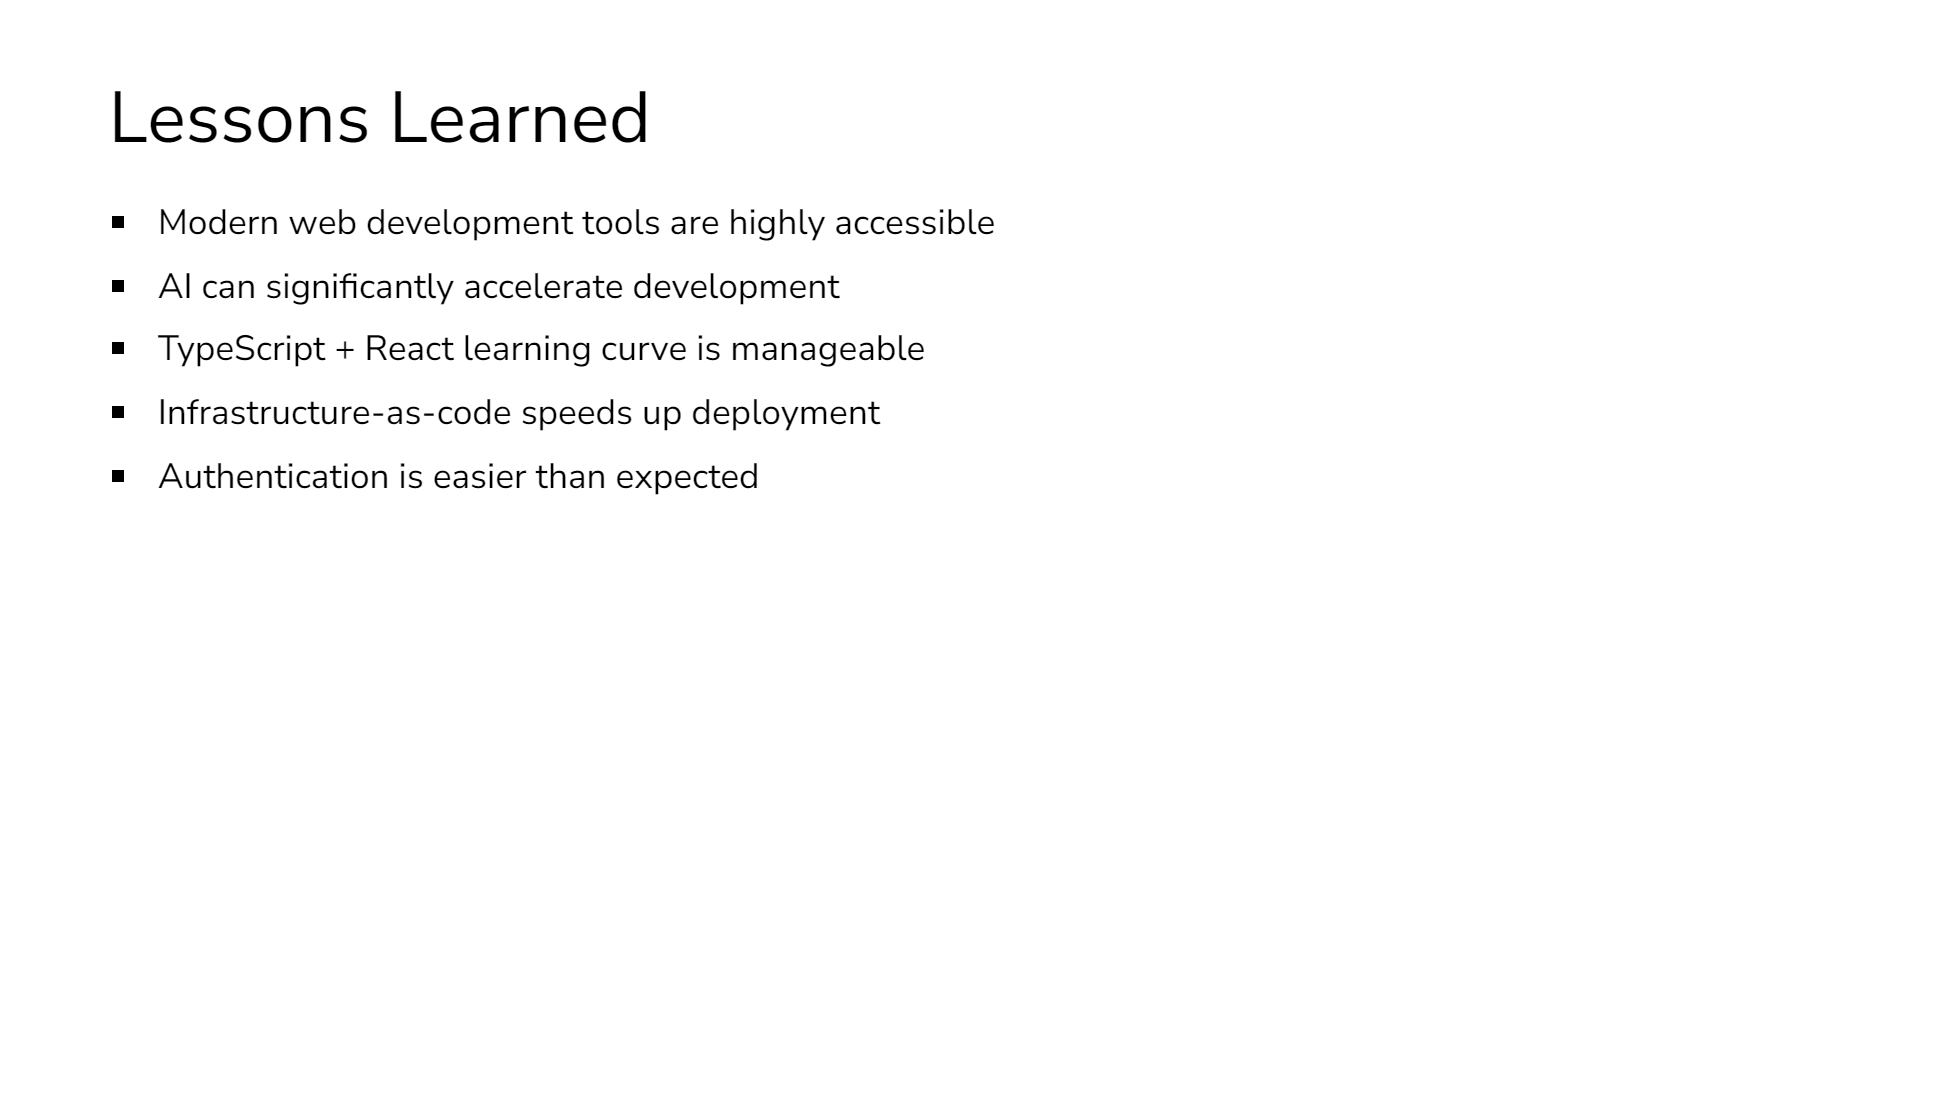 Lessons Learned
▪ Modern web development tools are highly accessible
▪ AI can significantly accelerate development
▪ TypeScript + React learning curve is manageable
▪ Infrastructure-as-code speeds up deployment
▪ Authentication is easier than expected